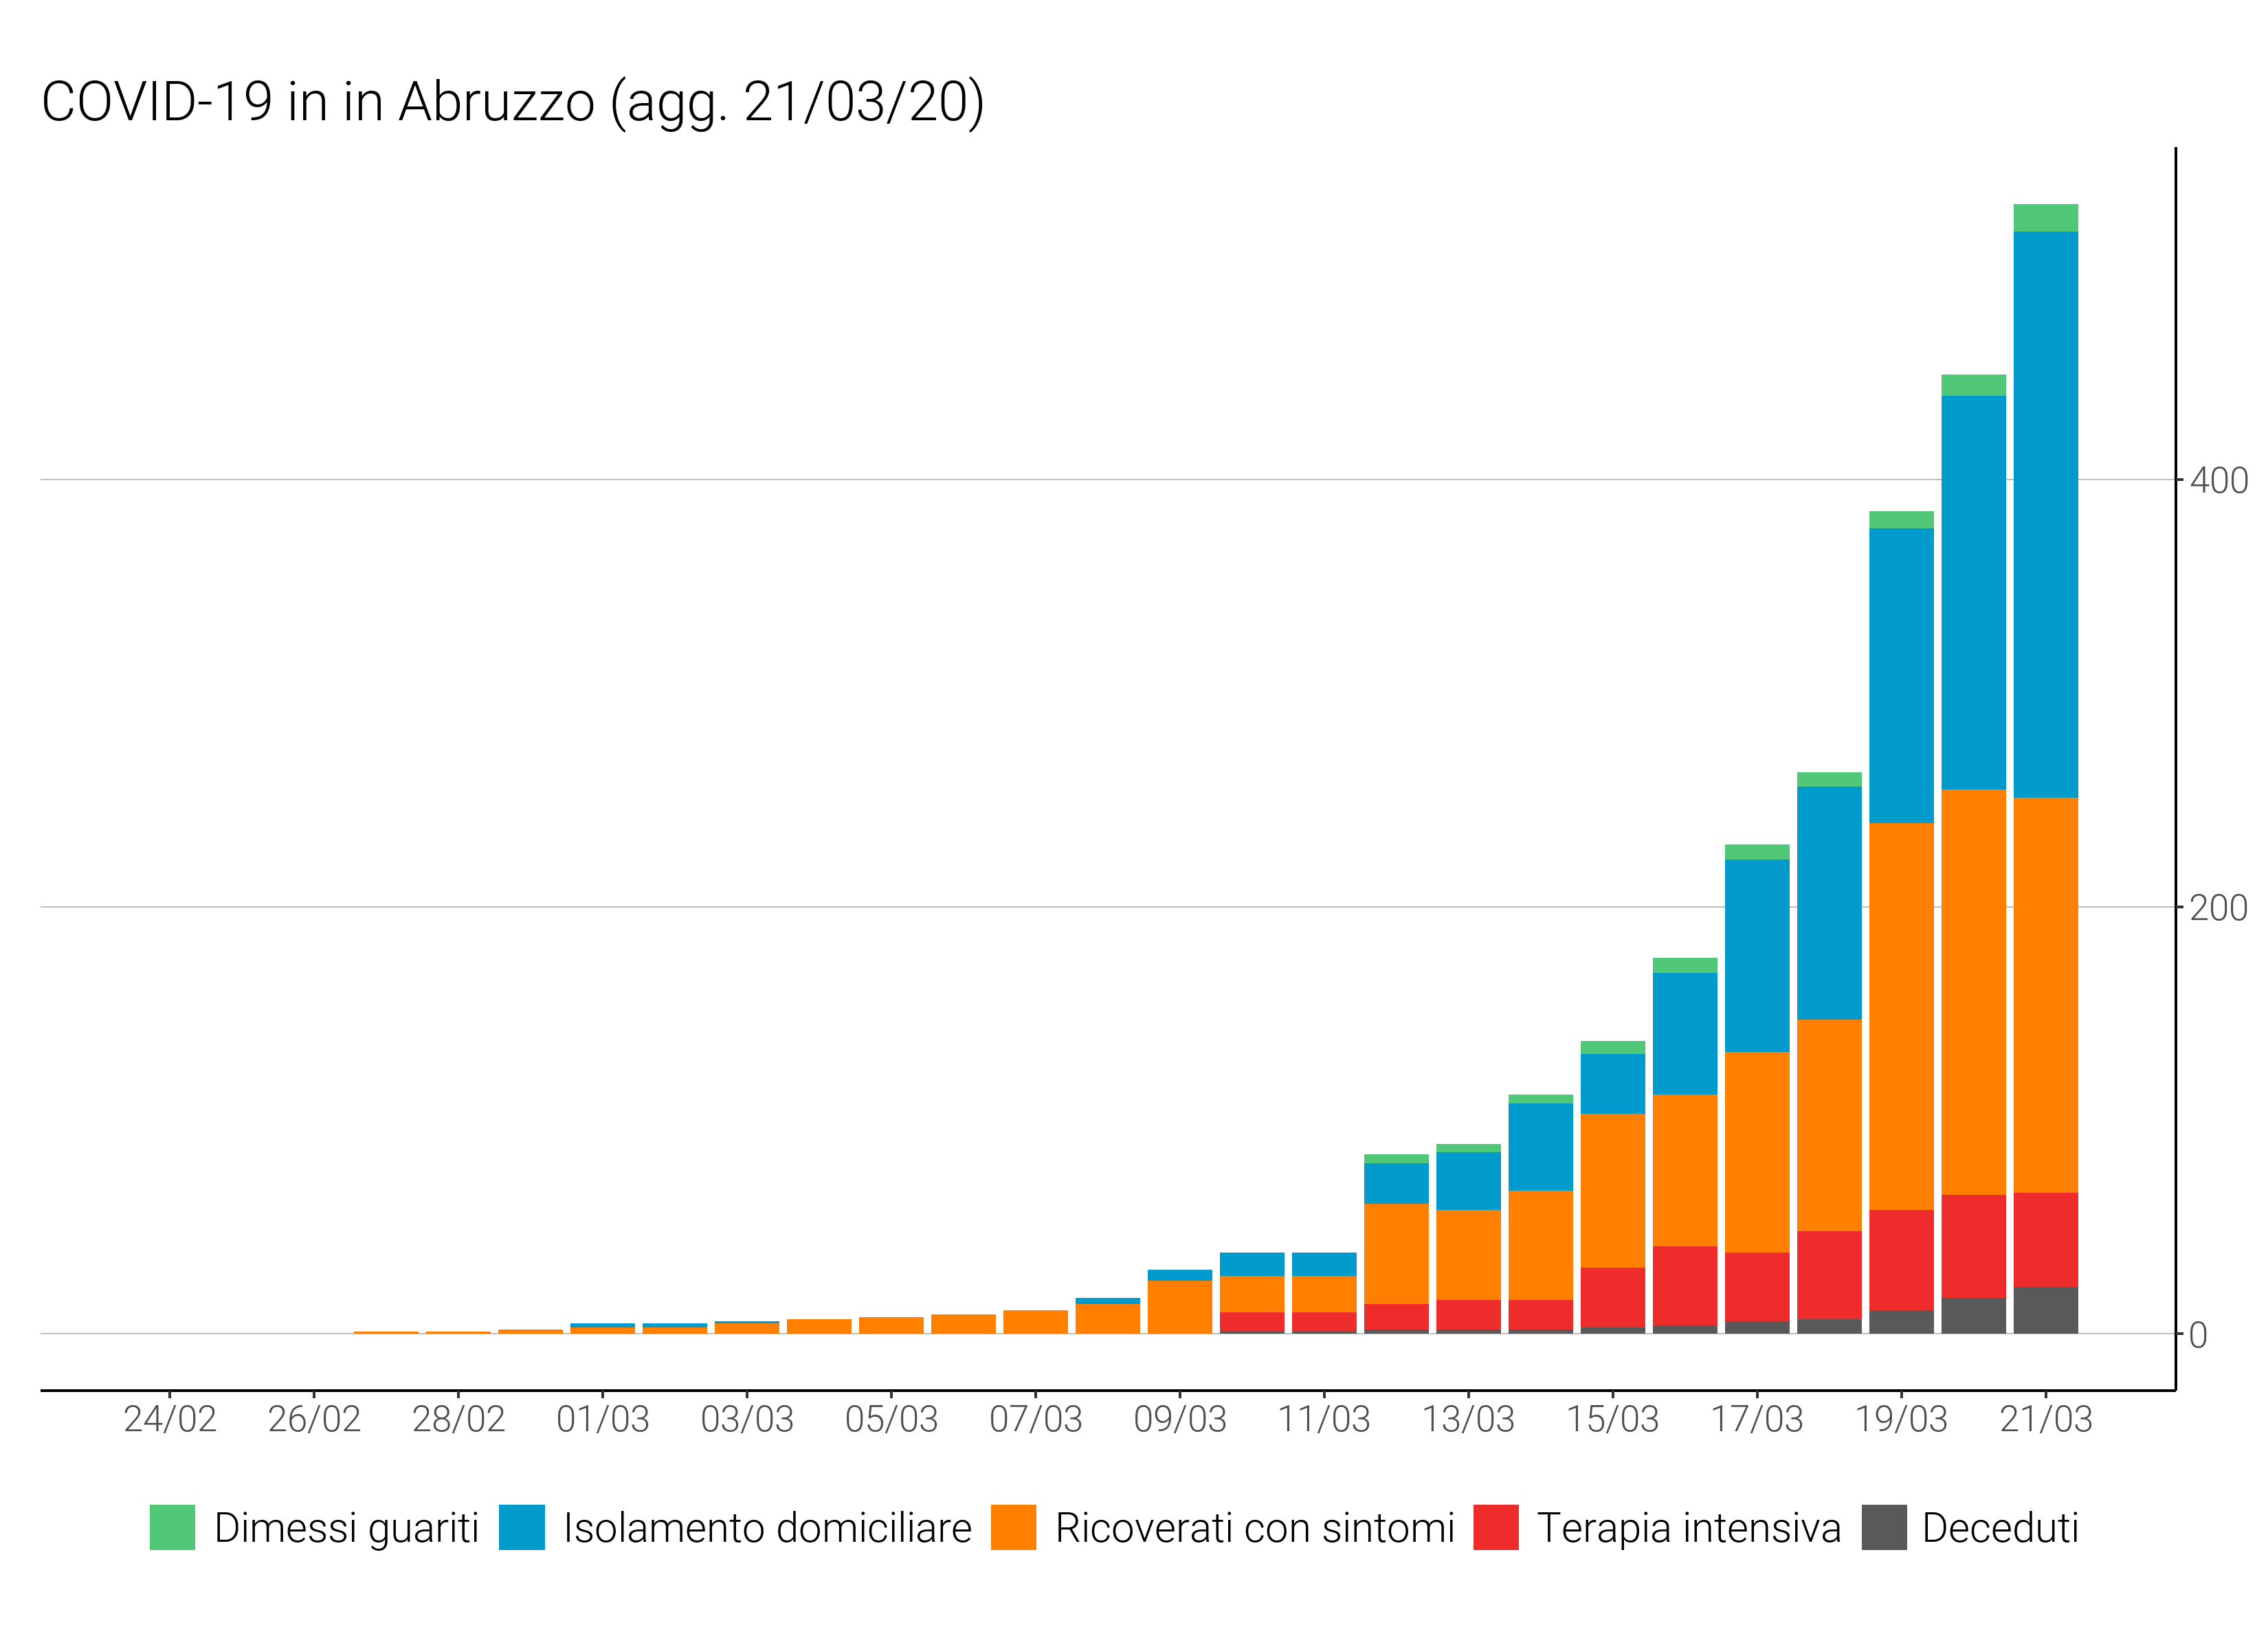 COVID-19 in in Abruzzo (agg. 21/03/20)
400
200
0
24/02 26/02 28/02 01/03 03/03 05/03 07/03 09/03 11/03 13/03 15/03 17/03 19/03 21/03
Dimessi guariti Isolamento domiciliare Ricoverati con sintomi Terapia intensiva Deceduti